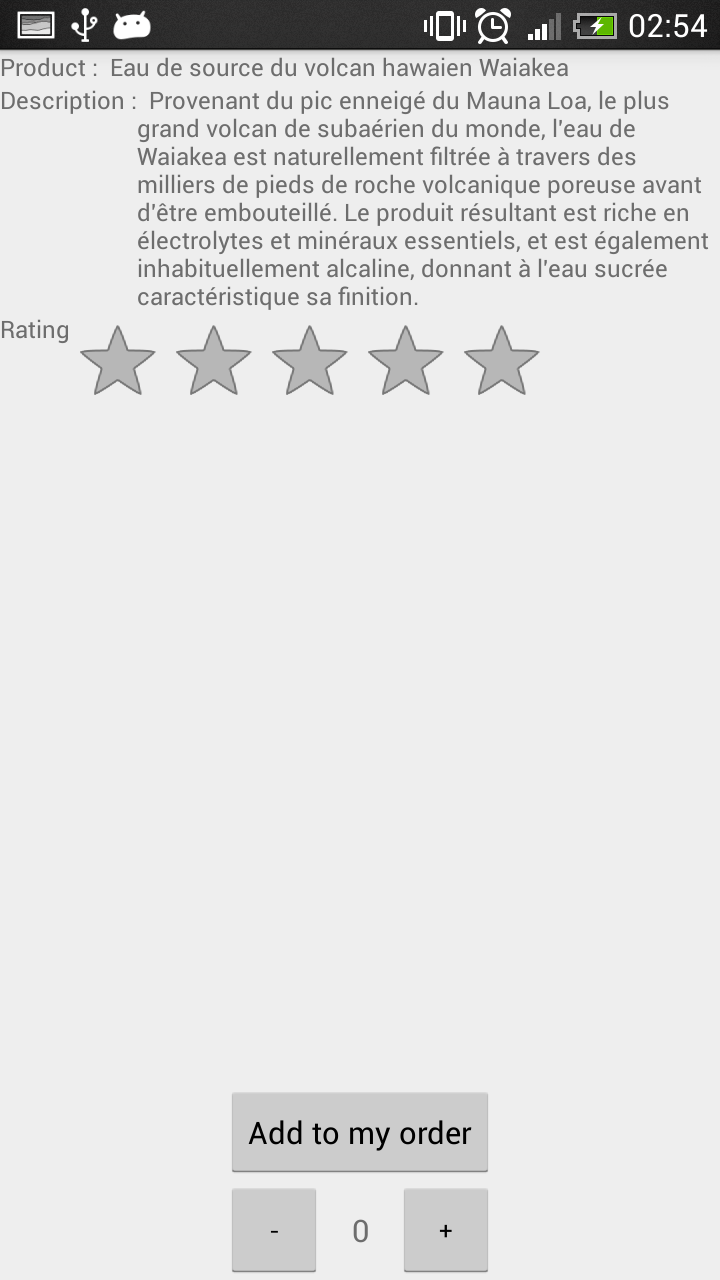 02:54
Product : Eau de source du volcan hawaien Waiakea
Description : Provenant du pic enneigé du Mauna Loa, le plus
grand volcan de subaérien du monde, l'eau de
Waiakea est naturellement filtrée à travers des
milliers de pieds de roche volcanique poreuse avant
d'être embouteillé. Le produit résultant est riche en
électrolytes et minéraux essentiels, et est également
inhabituellement alcaline, donnant à l'eau sucrée
caractéristique sa finition.
Rating
Add to my order
- 0 +